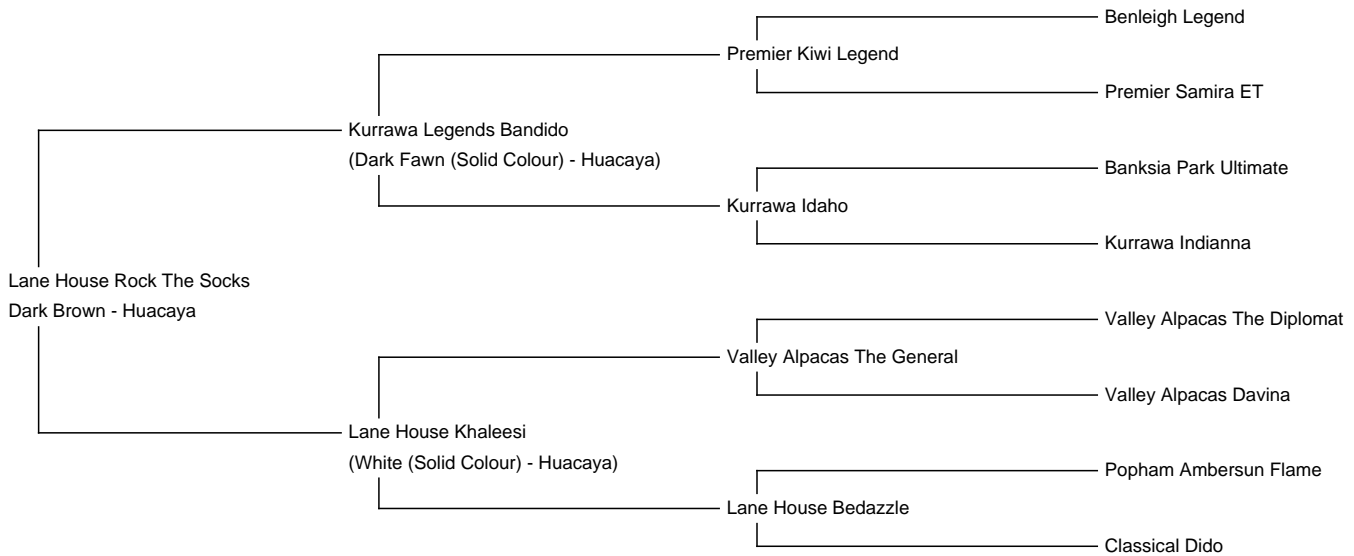 Benleigh Legend
Premier Kiwi Legend
Premier Samira ET
Kurrawa Legends Bandido
(Dark Fawn (Solid Colour) - Huacaya)
Banksia Park Ultimate
Kurrawa Idaho
Kurrawa Indianna
Lane House Rock The Socks
Dark Brown - Huacaya
Valley Alpacas The Diplomat
Valley Alpacas The General
Valley Alpacas Davina
Lane House Khaleesi
(White (Solid Colour) - Huacaya)
Popham Ambersun Flame
Lane House Bedazzle
Classical Dido